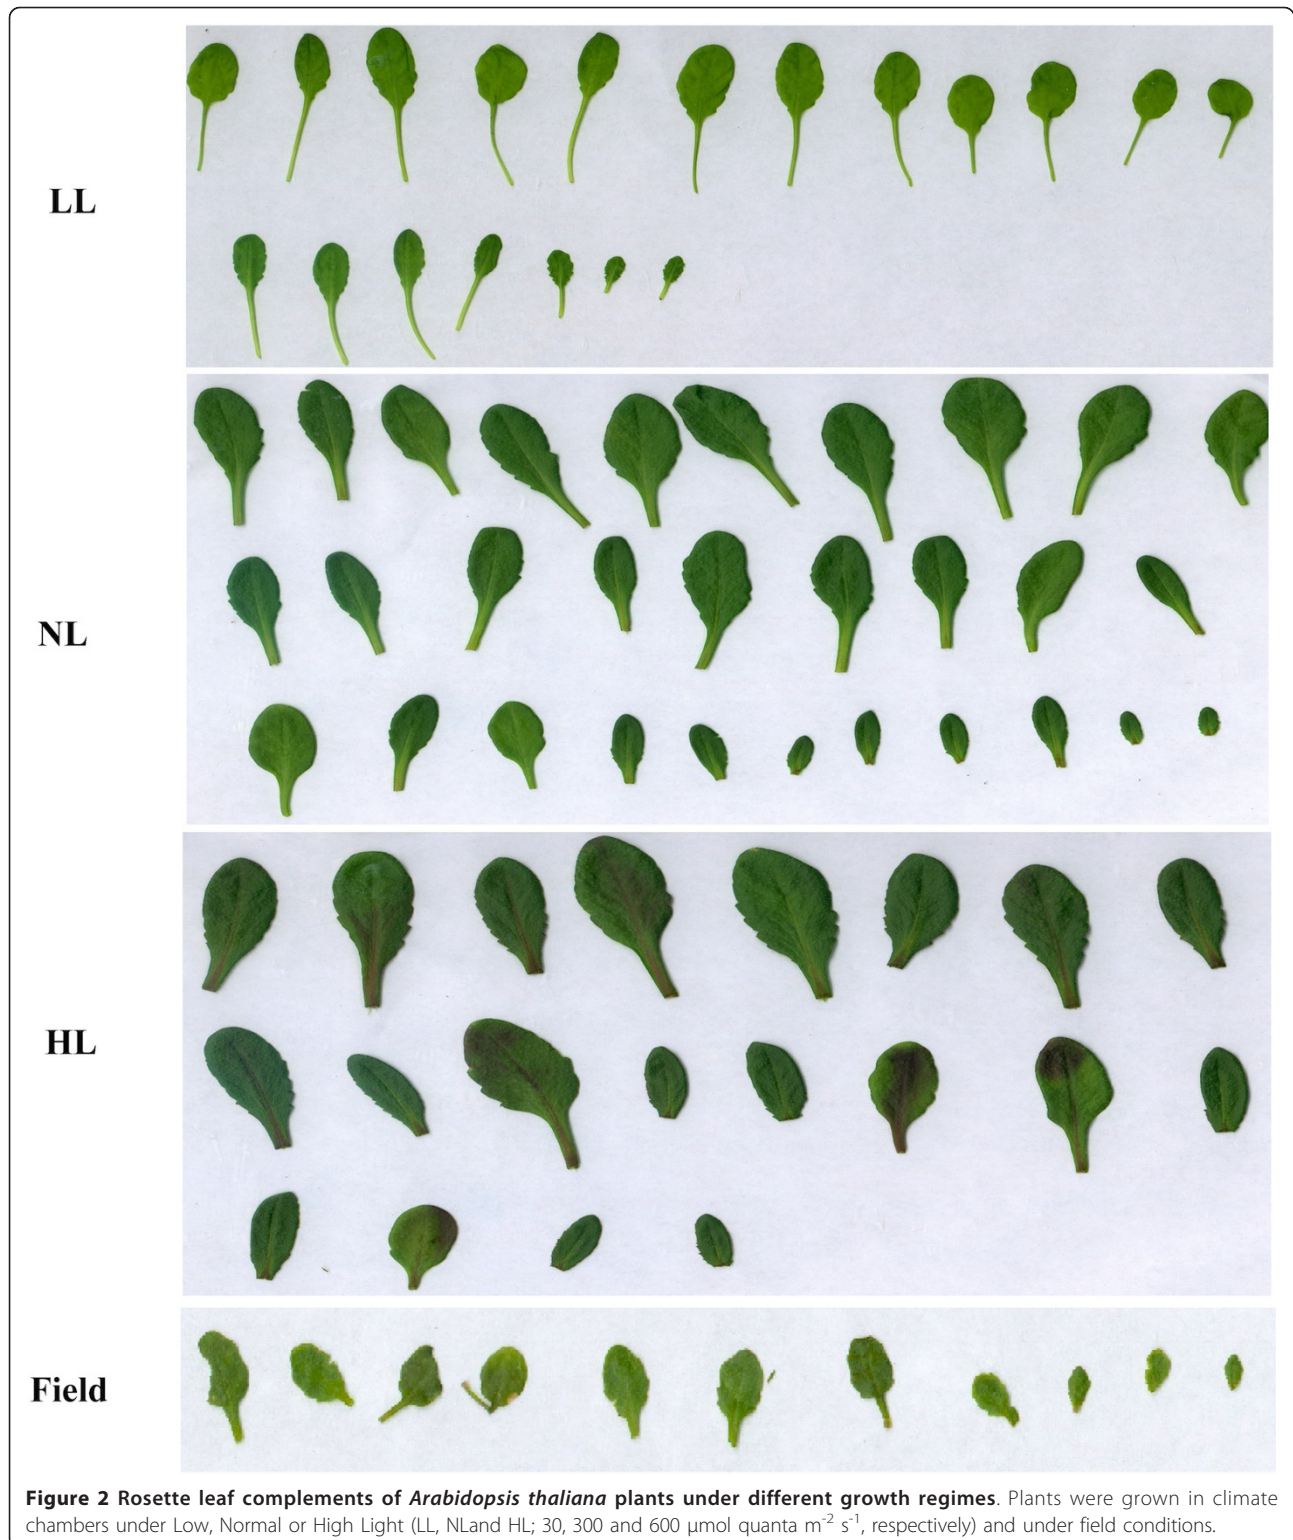 LL
NL
HL
Field
Figure 2 Rosette leaf complements of Arabidopsis thaliana plants under different growth regimes. Plants were grown in climate
chambers under Low, Normal or High Light (LL, NLand HL; 30, 300 and 600 μmol quanta m⁻² s⁻¹, respectively) and under field conditions.